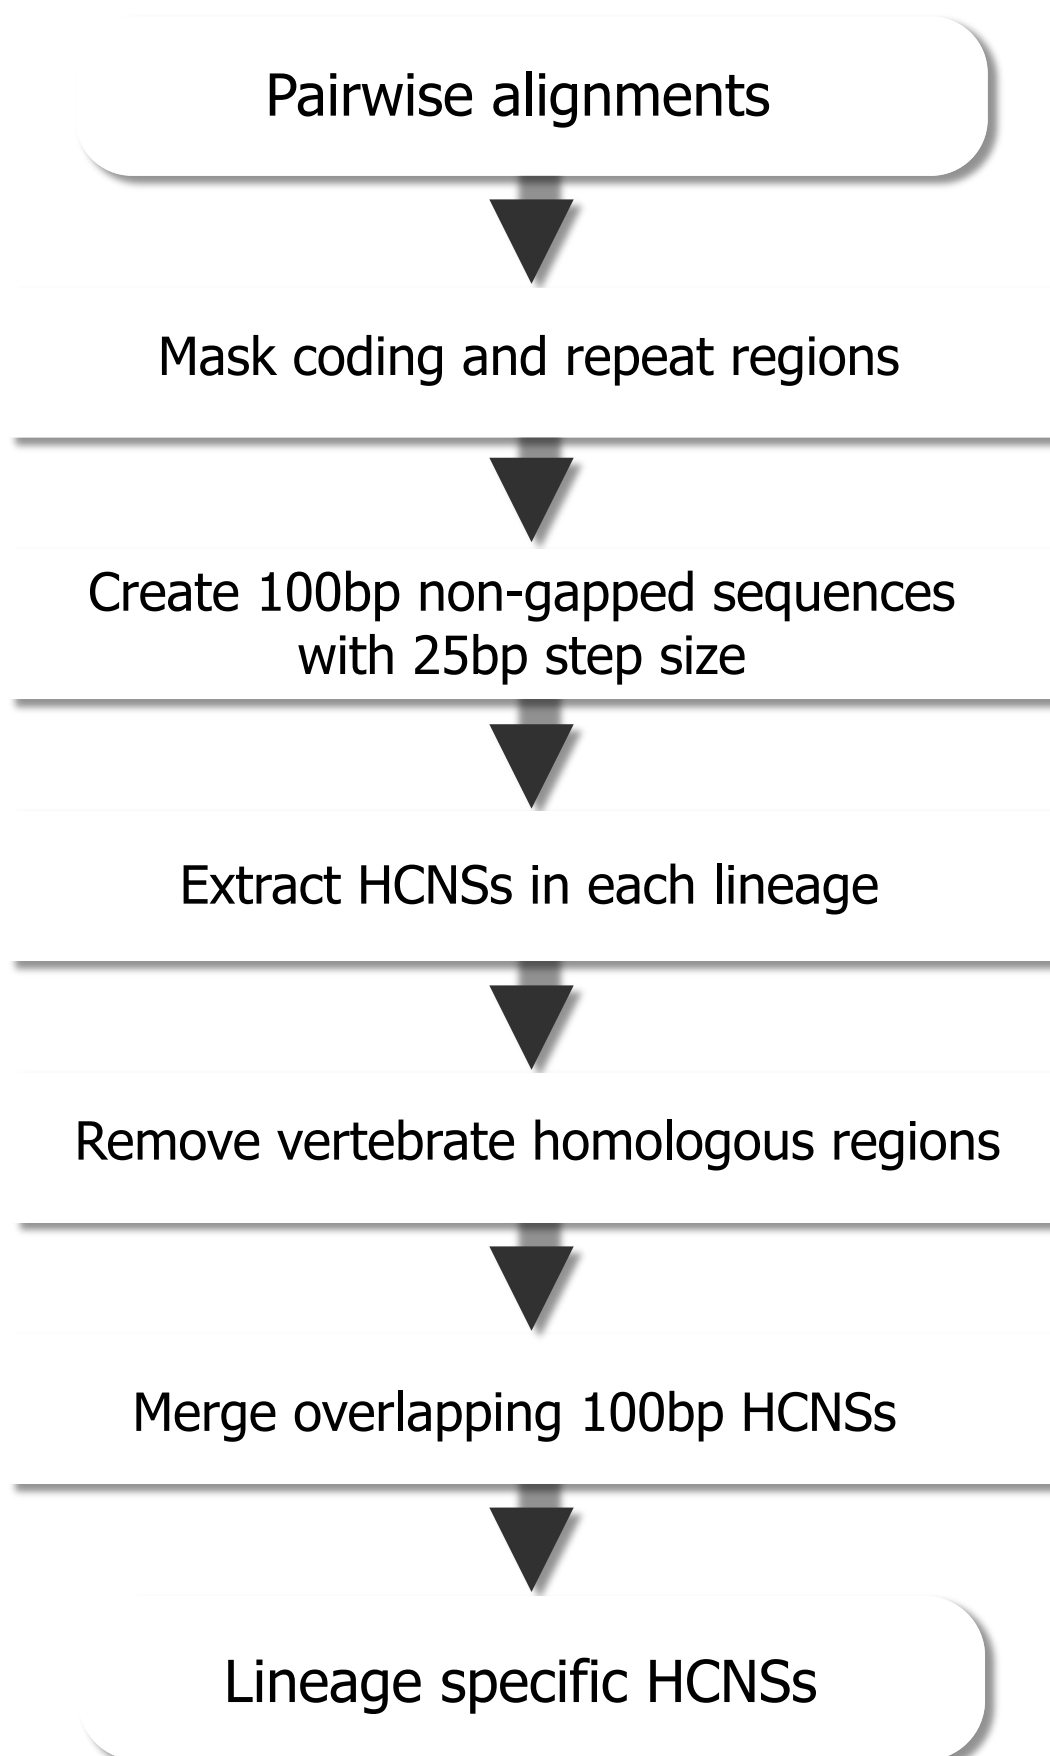 Pairwise alignments
Mask coding and repeat regions
Create 100bp non-gapped sequences
with 25bp step size
Extract HCNSs in each lineage
Remove vertebrate homologous regions
Merge overlapping 100bp HCNSs
Lineage specific HCNSs